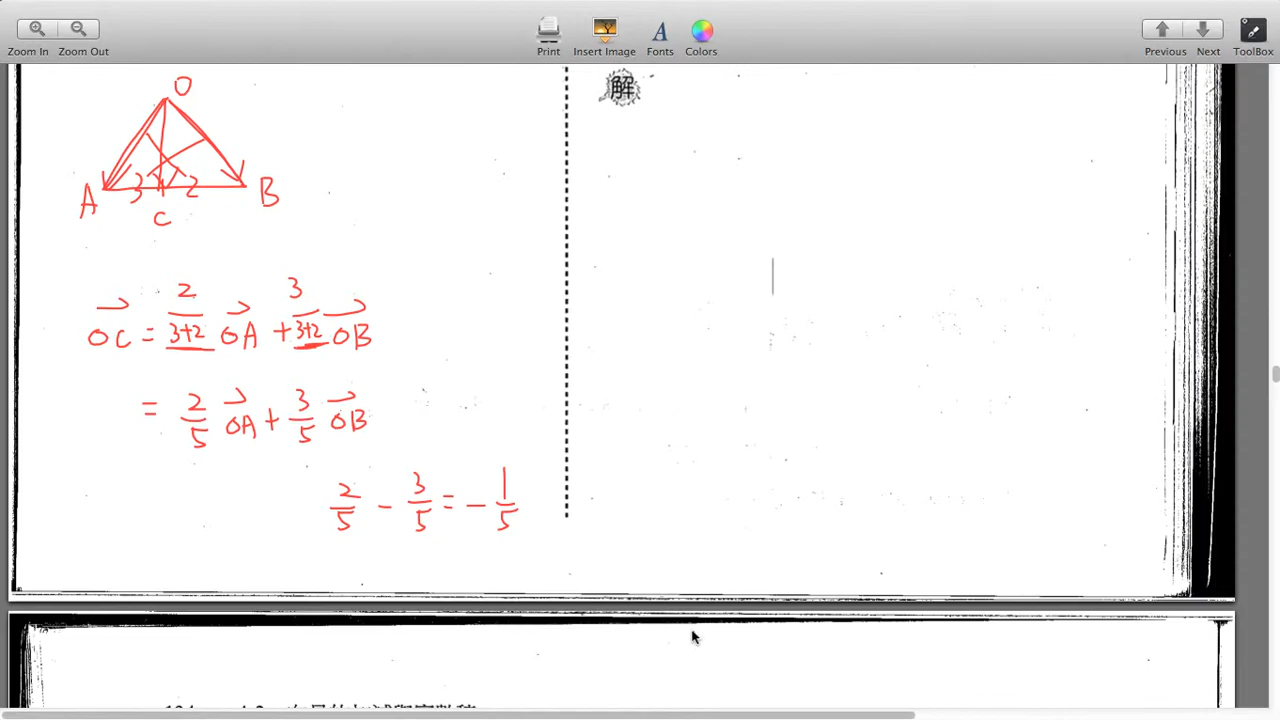 Zoom In Zoom Out Print Insert Image Fonts Colors Previous Next ToolBox
解
O
A 3 2 B
C
OC = 2/(3+2) OA + 3/(3+2) OB
= 2/5 OA + 3/5 OB
2/5 - 3/5 = - 1/5